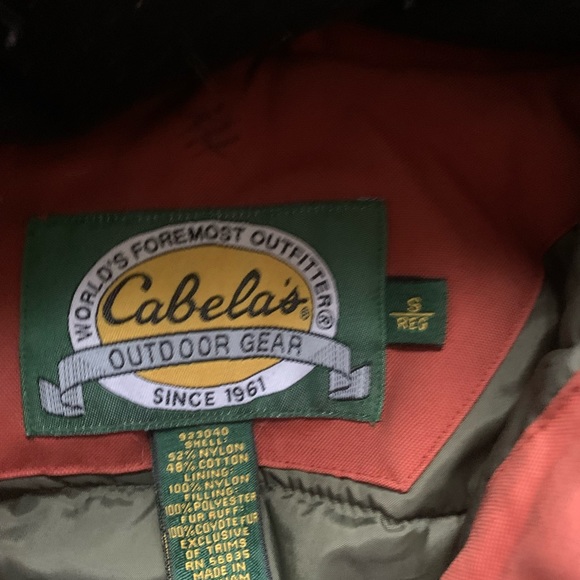 WORLD'S FOREMOST OUTFITTER®
Cabela's®
OUTDOOR GEAR
SINCE 1961
S
REG
923040
SHELL:
52% NYLON
48% COTTON
LINING:
100% NYLON
FILLING:
100% POLYESTER
FUR RUFF:
100% COYOTE FUR
EXCLUSIVE
OF TRIMS
RN 56835
MADE IN